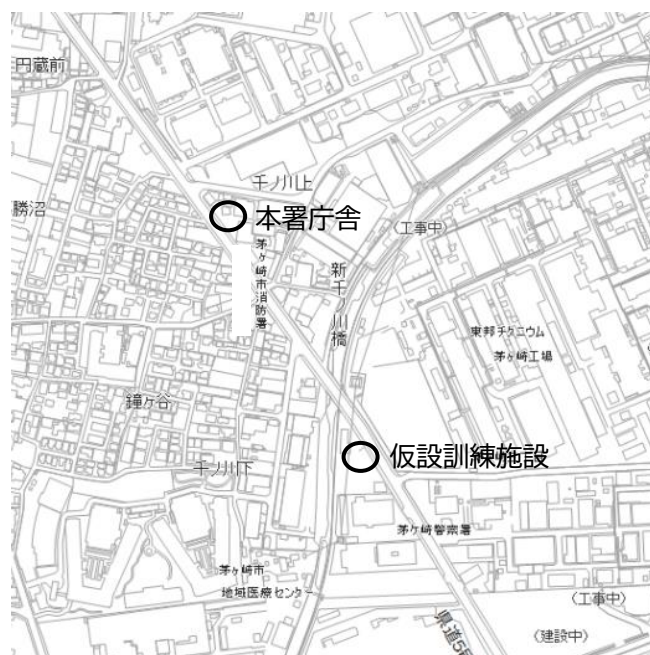 円蔵前
千ノ川上
勝沼
本署庁舎
〈工事中〉
茅ヶ崎市消防署
新千ノ川橋
東邦チタニウム
茅ヶ崎工場
鐘ヶ谷
仮設訓練施設
千ノ川下
茅ヶ崎警察署
茅ヶ崎市
地域医療センター
〈工事中〉
〈建設中〉
県道5号